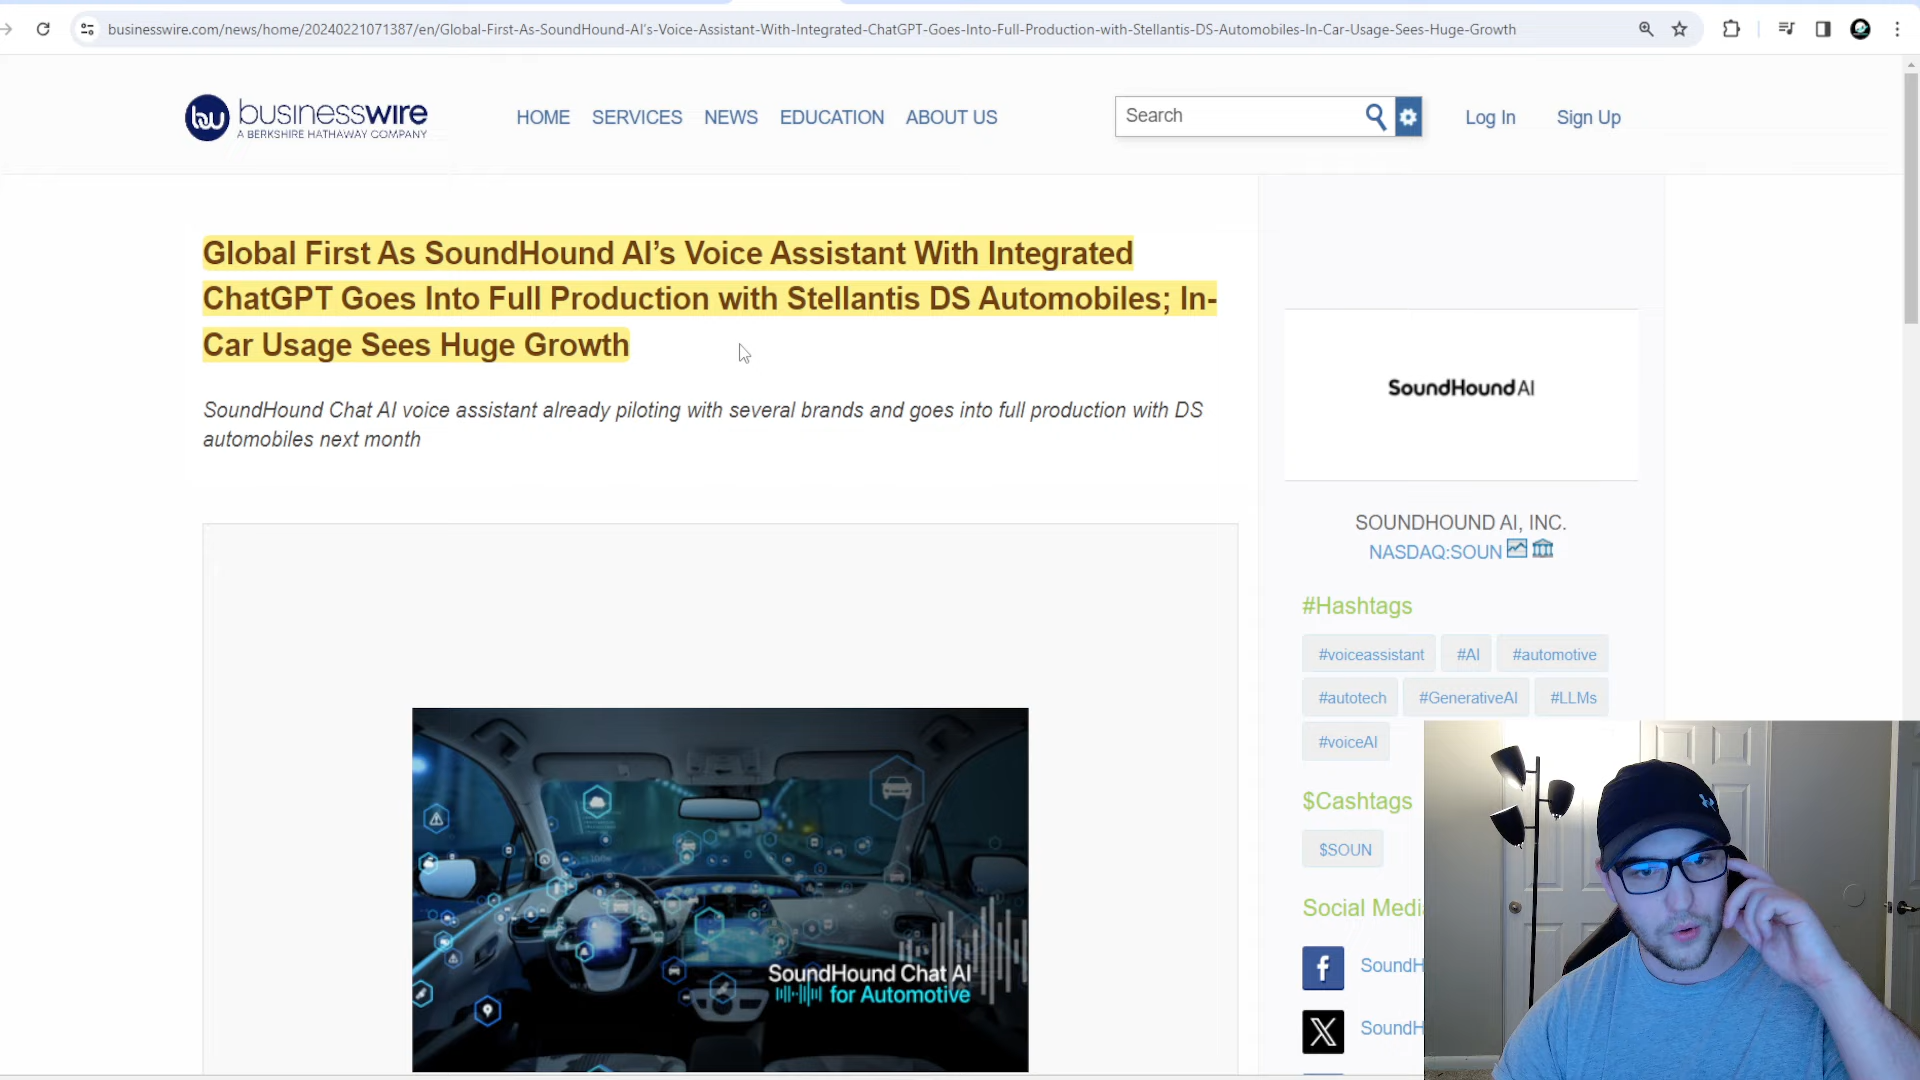 businesswire.com/news/home/20240221071387/en/Global-First-As-SoundHound-AI's-Voice-Assistant-With-Integrated-ChatGPT-Goes-Into-Full-Production-with-Stellantis-DS-Automobiles-In-Car-Usage-Sees-Huge-Growth
bw businesswire
A BERKSHIRE HATHAWAY COMPANY
HOME SERVICES NEWS EDUCATION ABOUT US
Search
Log In Sign Up
Global First As SoundHound AI’s Voice Assistant With Integrated
ChatGPT Goes Into Full Production with Stellantis DS Automobiles; In-
Car Usage Sees Huge Growth
SoundHound Chat AI voice assistant already piloting with several brands and goes into full production with DS
automobiles next month
SoundHound Chat AI
for Automotive
SoundHound AI
SOUNDHOUND AI, INC.
NASDAQ:SOUN
#Hashtags
#voiceassistant #AI #automotive
#autotech #GenerativeAI #LLMs
#voiceAI
$Cashtags
$SOUN
Social Medi
SoundH
SoundH